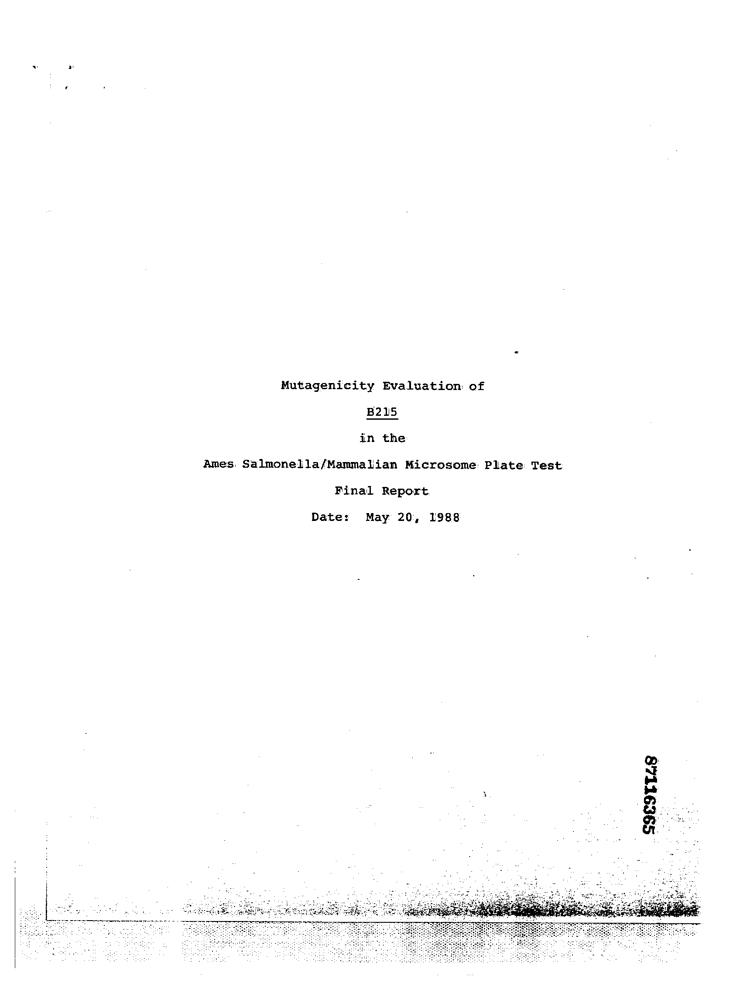 Mutagenicity Evaluation of
B215
in the
Ames Salmonella/Mammalian Microsome Plate Test
Final Report
Date: May 20, 1988
87116365